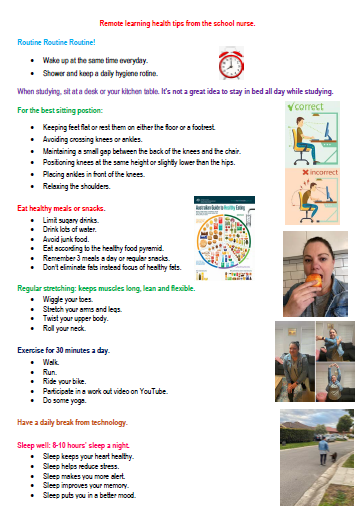 Remote learning health tips from the school nurse.
Routine Routine Routine!
Wake up at the same time everyday.
Shower and keep a daily hygiene rotine.
When studying, sit at a desk or your kitchen table. It's not a great idea to stay in bed all day while studying.
For the best sitting postion:
Keeping feet flat or rest them on either the floor or a footrest.
Avoiding crossing knees or ankles.
Maintaining a small gap between the back of the knees and the chair.
Positioning knees at the same height or slightly lower than the hips.
Placing ankles in front of the knees.
Relaxing the shoulders.
correct
incorrect
Eat healthy meals or snacks.
Limit sugary drinks.
Drink lots of water.
Avoid junk food.
Eat according to the healthy food pyramid.
Remember 3 meals a day or regular snacks.
Don't eliminate fats instead focus of healthy fats.
Australian Guide to Healthy Eating
Regular stretching: keeps muscles long, lean and flexible.
Wiggle your toes.
Stretch your arms and legs.
Twist your upper body.
Roll your neck.
Exercise for 30 minutes a day.
Walk.
Run.
Ride your bike.
Participate in a work out video on YouTube.
Do some yoga.
Have a daily break from technology.
Sleep well: 8-10 hours' sleep a night.
Sleep keeps your heart healthy.
Sleep helps reduce stress.
Sleep makes you more alert.
Sleep improves your memory.
Sleep puts you in a better mood.